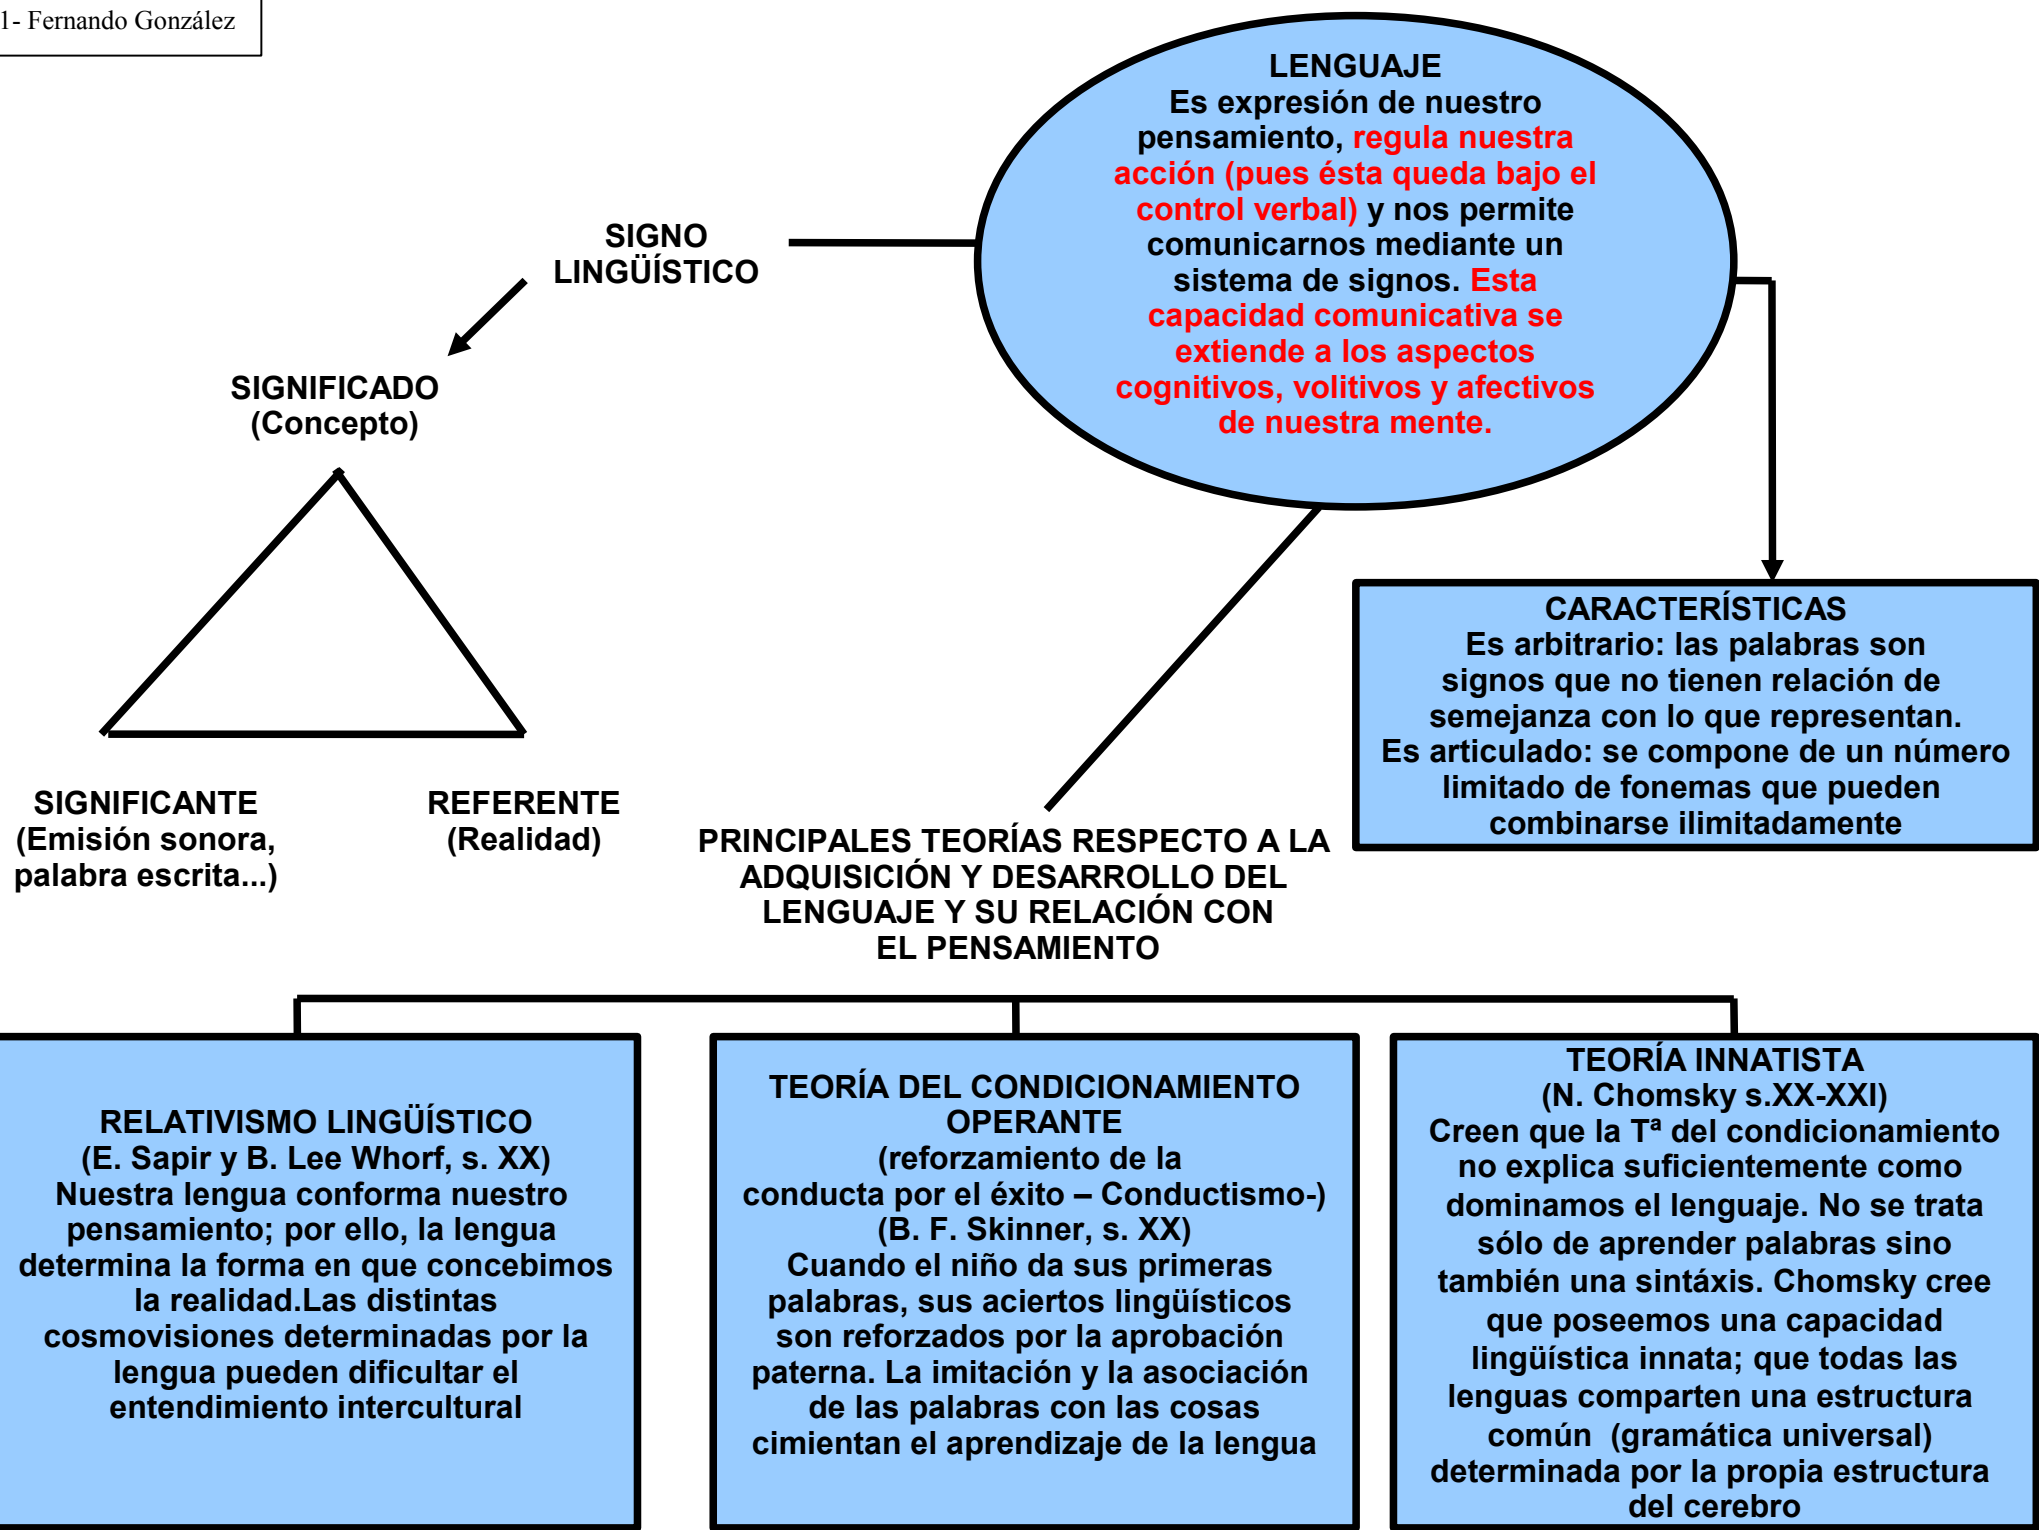 1- Fernando González
LENGUAJE
Es expresión de nuestro
pensamiento, regula nuestra
acción (pues ésta queda bajo el
control verbal) y nos permite
comunicarnos mediante un
sistema de signos. Esta
capacidad comunicativa se
extiende a los aspectos
cognitivos, volitivos y afectivos
de nuestra mente.
SIGNO
LINGÜÍSTICO
SIGNIFICADO
(Concepto)
SIGNIFICANTE
(Emisión sonora,
palabra escrita...)
REFERENTE
(Realidad)
CARACTERÍSTICAS
Es arbitrario: las palabras son
signos que no tienen relación de
semejanza con lo que representan.
Es articulado: se compone de un número
limitado de fonemas que pueden
combinarse ilimitadamente
PRINCIPALES TEORÍAS RESPECTO A LA
ADQUISICIÓN Y DESARROLLO DEL
LENGUAJE Y SU RELACIÓN CON
EL PENSAMIENTO
RELATIVISMO LINGÜÍSTICO
(E. Sapir y B. Lee Whorf, s. XX)
Nuestra lengua conforma nuestro
pensamiento; por ello, la lengua
determina la forma en que concebimos
la realidad.Las distintas
cosmovisiones determinadas por la
lengua pueden dificultar el
entendimiento intercultural
TEORÍA DEL CONDICIONAMIENTO
OPERANTE
(reforzamiento de la
conducta por el éxito – Conductismo-)
(B. F. Skinner, s. XX)
Cuando el niño da sus primeras
palabras, sus aciertos lingüísticos
son reforzados por la aprobación
paterna. La imitación y la asociación
de las palabras con las cosas
cimientan el aprendizaje de la lengua
TEORÍA INNATISTA
(N. Chomsky s.XX-XXI)
Creen que la Tª del condicionamiento
no explica suficientemente como
dominamos el lenguaje. No se trata
sólo de aprender palabras sino
también una sintáxis. Chomsky cree
que poseemos una capacidad
lingüística innata; que todas las
lenguas comparten una estructura
común (gramática universal)
determinada por la propia estructura
del cerebro